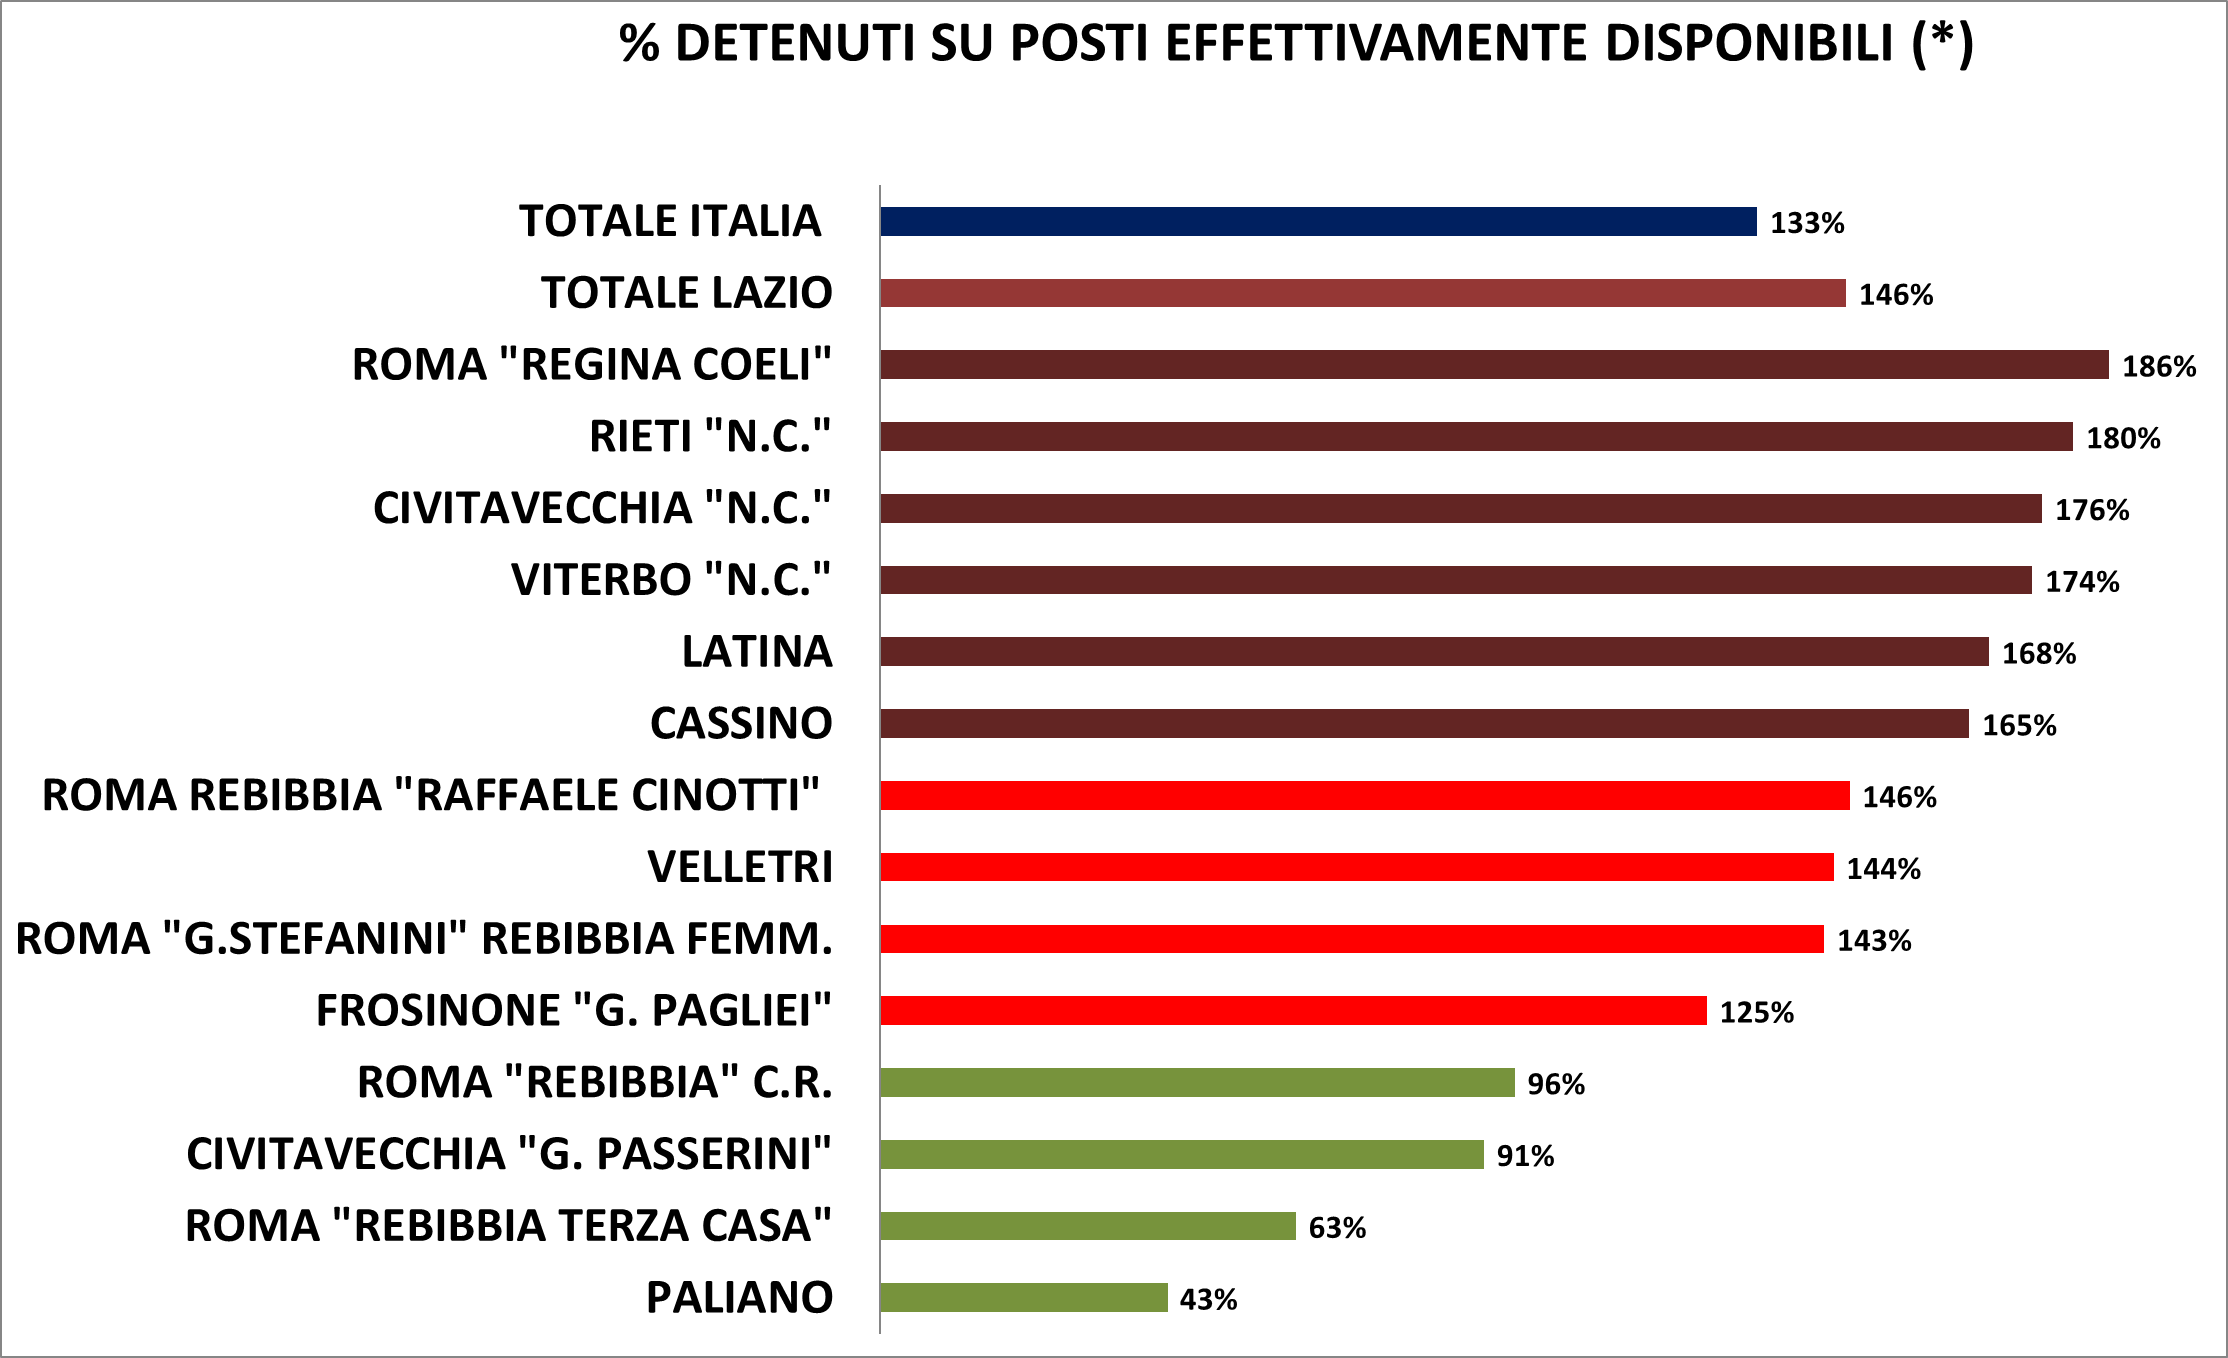 % DETENUTI SU POSTI EFFETTIVAMENTE DISPONIBILI (*)
TOTALE ITALIA 133%
TOTALE LAZIO 146%
ROMA "REGINA COELI" 186%
RIETI "N.C." 180%
CIVITAVECCHIA "N.C." 176%
VITERBO "N.C." 174%
LATINA 168%
CASSINO 165%
ROMA REBIBBIA "RAFFAELE CINOTTI" 146%
VELLETRI 144%
ROMA "G.STEFANINI" REBIBBIA FEMM. 143%
FROSINONE "G. PAGLIEI" 125%
ROMA "REBIBBIA" C.R. 96%
CIVITAVECCHIA "G. PASSERINI" 91%
ROMA "REBIBBIA TERZA CASA" 63%
PALIANO 43%